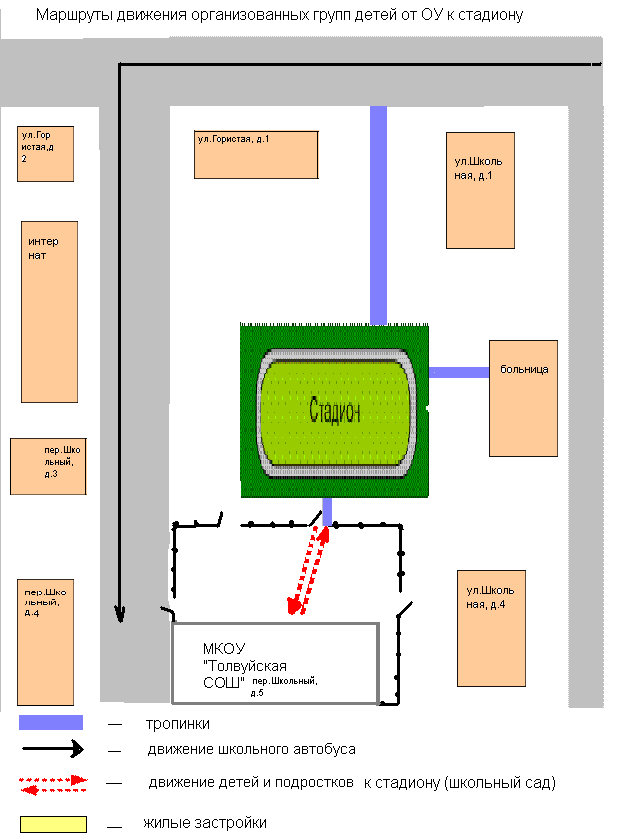 Маршруты движения организованных групп детей от ОУ к стадиону
ул.Гор
истая,д
2
ул.Гористая, д.1
ул.Школь
ная, д.1
интер
нат
больница
Стадион
пер.Шко
льный,
д.3
пер.Шко
льный,
д.4
ул.Школь
ная, д.4
МКОУ
"Толвуйская
СОШ" пер.Школьный,
д.5
— тропинки
— движение школьного автобуса
— движение детей и подростков к стадиону (школьный сад)
— жилые застройки